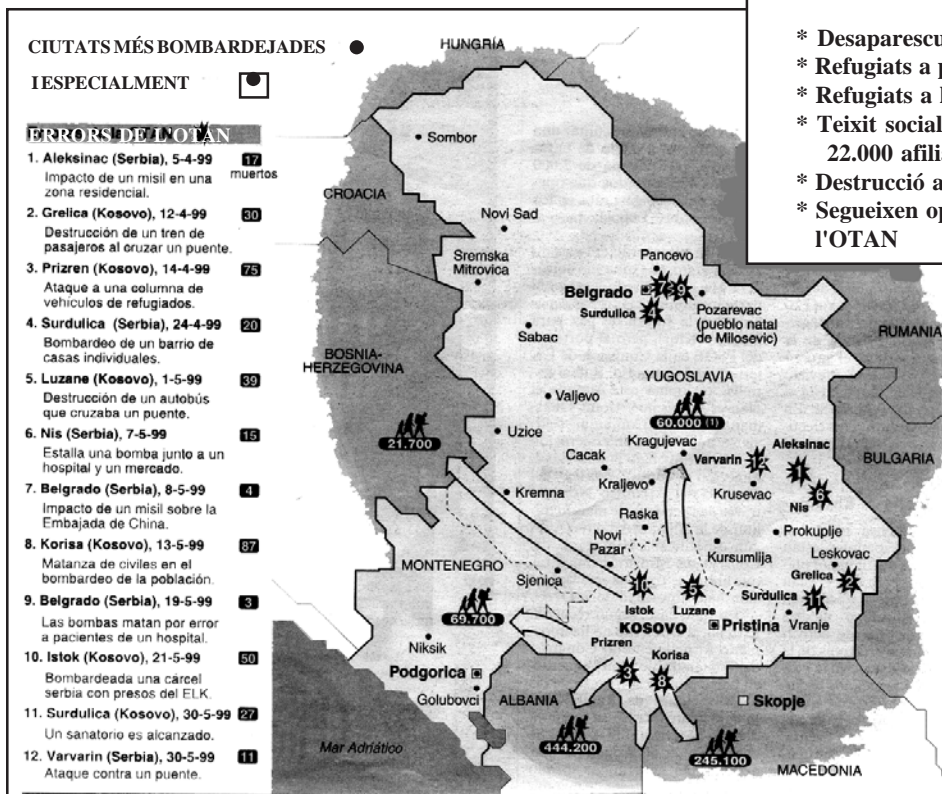 CIUTATS MÉS BOMBARDEJADES
I ESPECIALMENT
ERRORS DE L'OTAN
1. Aleksinac (Serbia), 5-4-99 17
muertos
Impacto de un misil en una
zona residencial.
2. Grelica (Kosovo), 12-4-99 30
Destrucción de un tren de
pasajeros al cruzar un puente.
3. Prizren (Kosovo), 14-4-99 75
Ataque a una columna de
vehículos de refugiados.
4. Surdulica (Serbia), 24-4-99 20
Bombardeo de un barrio de
casas individuales.
5. Luzane (Kosovo), 1-5-99 39
Destrucción de un autobús
que cruzaba un puente.
6. Nis (Serbia), 7-5-99 15
Estalla una bomba junto a un
hospital y un mercado.
7. Belgrado (Serbia), 8-5-99 4
Impacto de un misil sobre la
Embajada de China.
8. Korisa (Kosovo), 13-5-99 87
Matanza de civiles en el
bombardeo de la población.
9. Belgrado (Serbia), 19-5-99 3
Las bombas matan por error
a pacientes de un hospital.
10. Istok (Kosovo), 21-5-99 50
Bombardeada una cárcel
serbia con presos del ELK.
11. Surdulica (Kosovo), 30-5-99 27
Un sanatorio es alcanzado.
12. Varvarin (Serbia), 30-5-99 11
Ataque contra un puente.
* Desaparescu
* Refugiats a p
* Refugiats a l
* Teixit social
22.000 afilia
* Destrucció a
* Segueixen op
l'OTAN
HUNGRÍA
Sombor
CROACIA
Novi Sad
Sremska
Mitrovica
Pancevo
Belgrado 7 9
Surdulica 4
Pozarevac
(pueblo natal
de Milosevic)
RUMANIA
Sabac
BOSNIA-
HERZEGOVINA
YUGOSLAVIA
Valjevo
60.000 (1)
21.700
Uzice
Kragujevac
Aleksinac
Cacak
Varvarin 12
1
BULGARIA
Kremna
Kraljevo
Krusevac
6
Nis
Raska
Prokuplje
Novi
Pazar
Kursumlija
Leskovac
MONTENEGRO
Sjenica
Grelica 2
10
5
Surdulica 11
69.700
Istok
Luzane
KOSOVO
Pristina
Vranje
Niksik
Prizren
Korisa
3
8
Podgorica
Golubovci
ALBANIA
Skopje
Mar Adriático
444.200
245.100
MACEDONIA